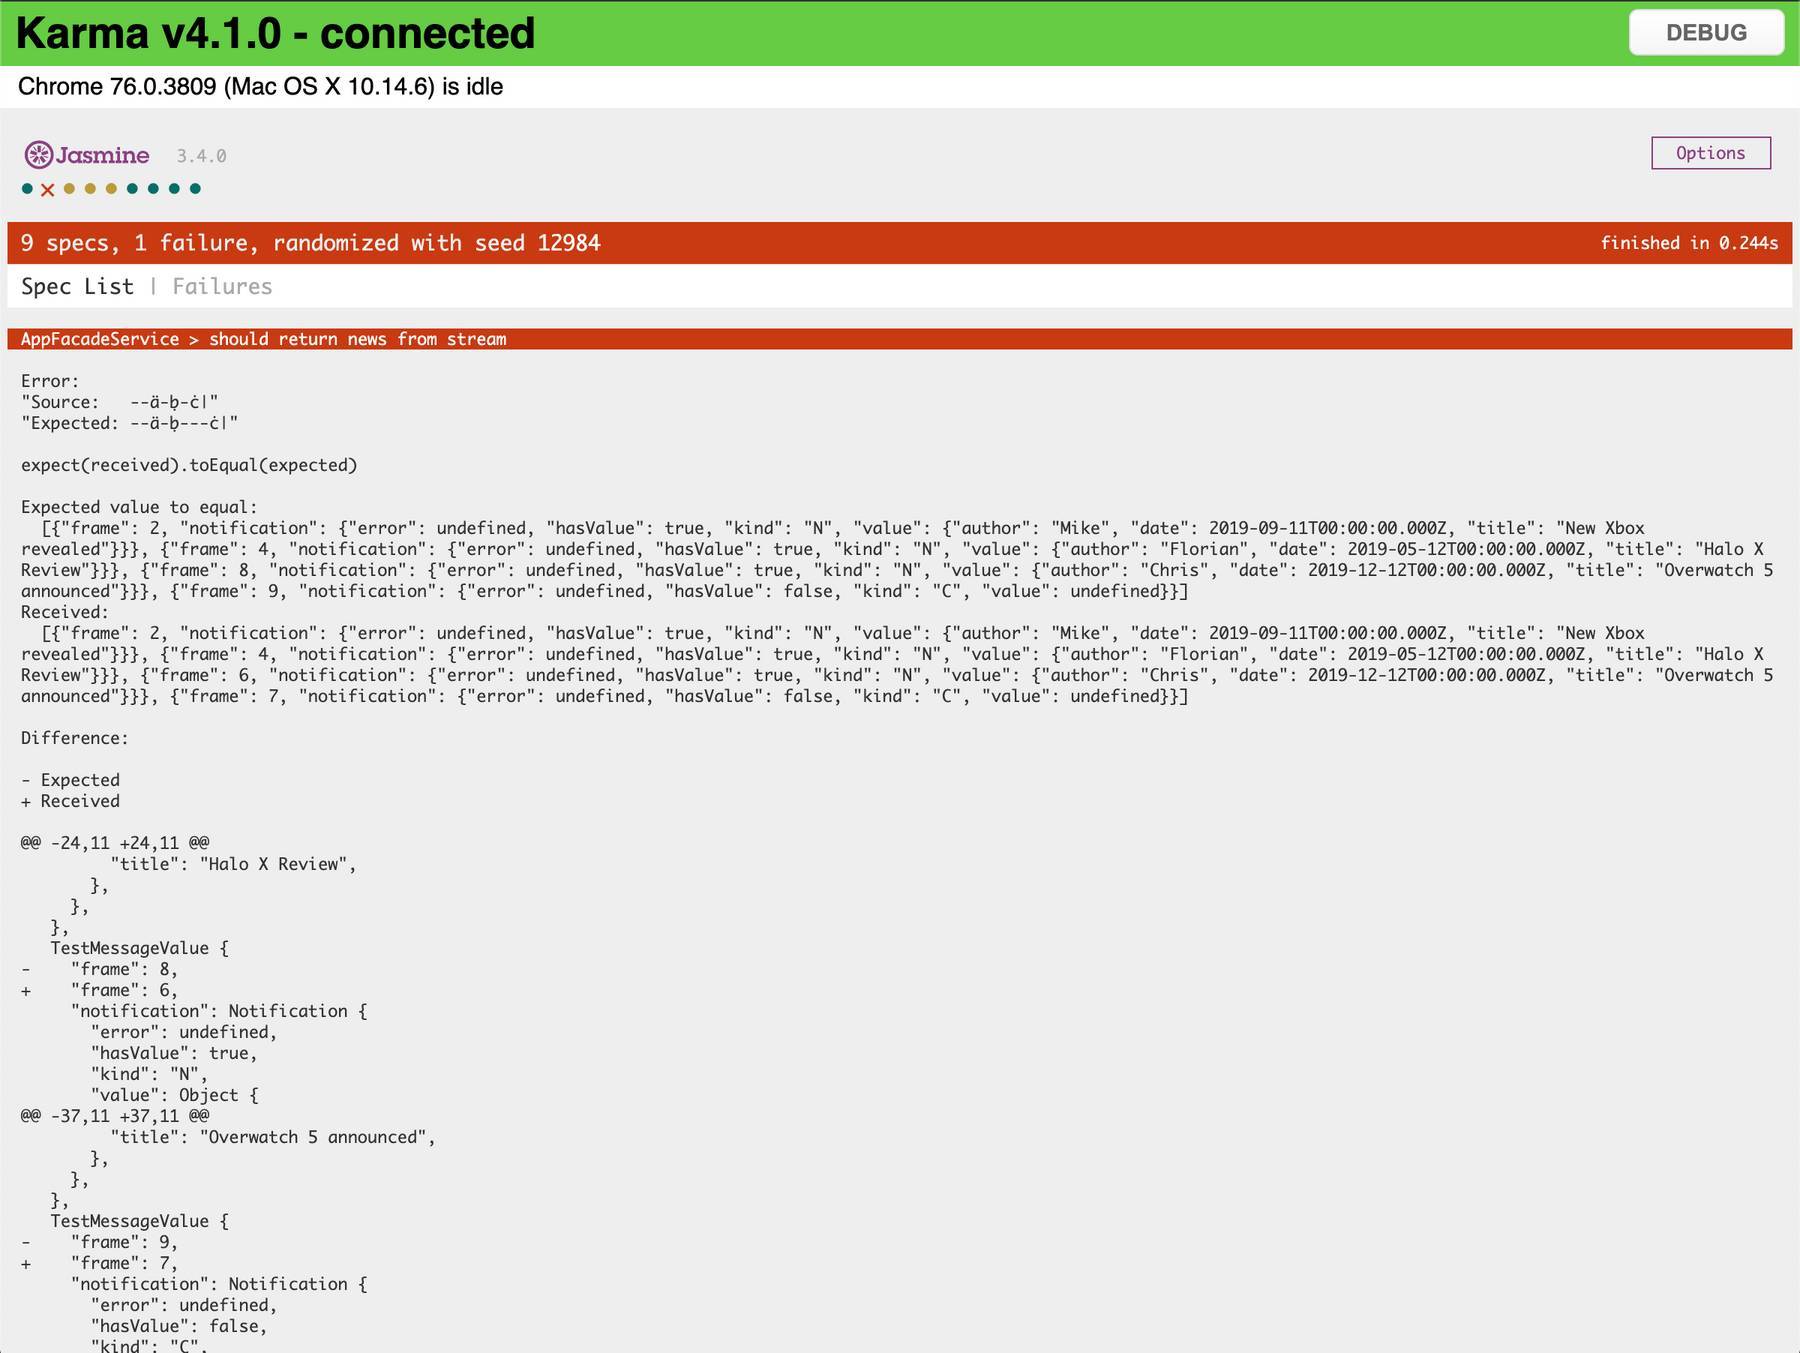 Karma v4.1.0 - connected
DEBUG
Chrome 76.0.3809 (Mac OS X 10.14.6) is idle
Jasmine 3.4.0
Options
9 specs, 1 failure, randomized with seed 12984
finished in 0.244s
Spec List | Failures
AppFacadeService > should return news from stream
Error:
"Source:   --ä-ḅ-ċ|"
"Expected: --ä-ḅ---ċ|"
expect(received).toEqual(expected)
Expected value to equal:
  [{"frame": 2, "notification": {"error": undefined, "hasValue": true, "kind": "N", "value": {"author": "Mike", "date": 2019-09-11T00:00:00.000Z, "title": "New Xbox
revealed"}}}, {"frame": 4, "notification": {"error": undefined, "hasValue": true, "kind": "N", "value": {"author": "Florian", "date": 2019-05-12T00:00:00.000Z, "title": "Halo X
Review"}}}, {"frame": 8, "notification": {"error": undefined, "hasValue": true, "kind": "N", "value": {"author": "Chris", "date": 2019-12-12T00:00:00.000Z, "title": "Overwatch 5
announced"}}}, {"frame": 9, "notification": {"error": undefined, "hasValue": false, "kind": "C", "value": undefined}}]
Received:
  [{"frame": 2, "notification": {"error": undefined, "hasValue": true, "kind": "N", "value": {"author": "Mike", "date": 2019-09-11T00:00:00.000Z, "title": "New Xbox
revealed"}}}, {"frame": 4, "notification": {"error": undefined, "hasValue": true, "kind": "N", "value": {"author": "Florian", "date": 2019-05-12T00:00:00.000Z, "title": "Halo X
Review"}}}, {"frame": 6, "notification": {"error": undefined, "hasValue": true, "kind": "N", "value": {"author": "Chris", "date": 2019-12-12T00:00:00.000Z, "title": "Overwatch 5
announced"}}}, {"frame": 7, "notification": {"error": undefined, "hasValue": false, "kind": "C", "value": undefined}}]
Difference:
- Expected
+ Received
@@ -24,11 +24,11 @@
         "title": "Halo X Review",
       },
     },
   },
   TestMessageValue {
-    "frame": 8,
+    "frame": 6,
     "notification": Notification {
       "error": undefined,
       "hasValue": true,
       "kind": "N",
       "value": Object {
@@ -37,11 +37,11 @@
         "title": "Overwatch 5 announced",
       },
     },
   },
   TestMessageValue {
-    "frame": 9,
+    "frame": 7,
     "notification": Notification {
       "error": undefined,
       "hasValue": false,
       "kind": "C",